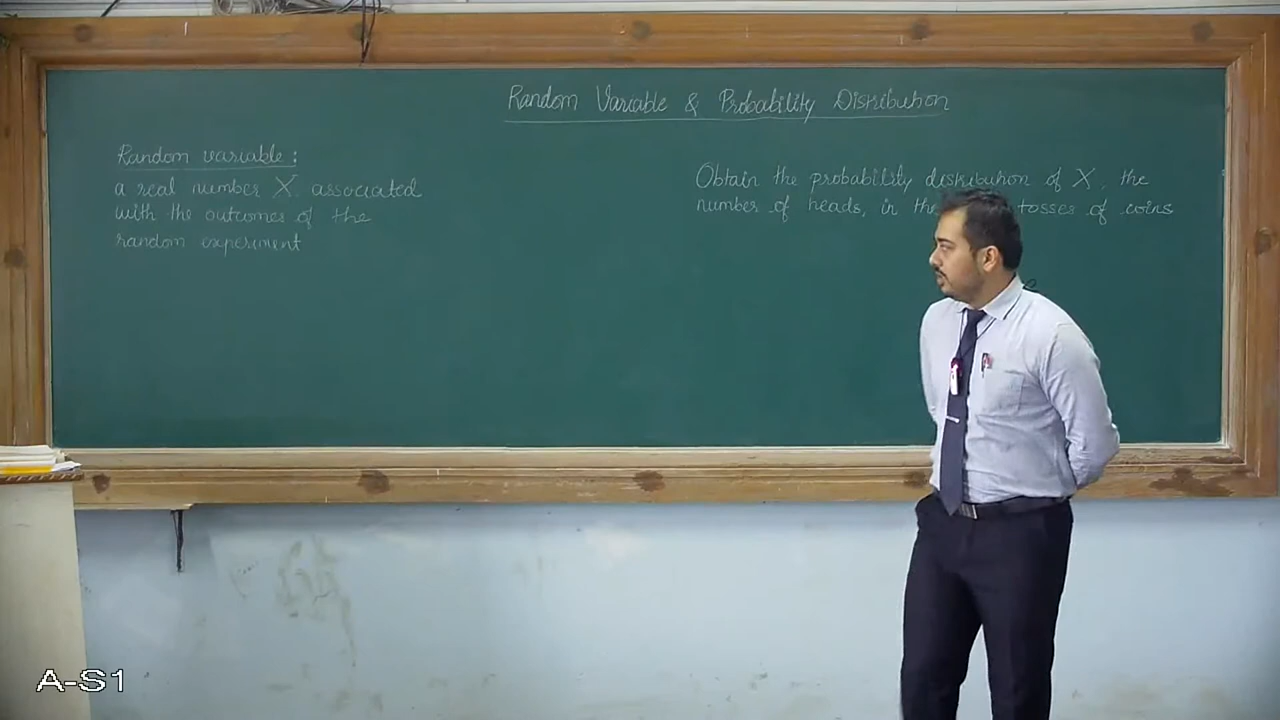 Random Variable & Probability Distribution
Random variable :
a real number X associated
with the outcomes of the
random experiment
Obtain the probability distribution of X, the
number of heads, in the tosses of coins
A-S1